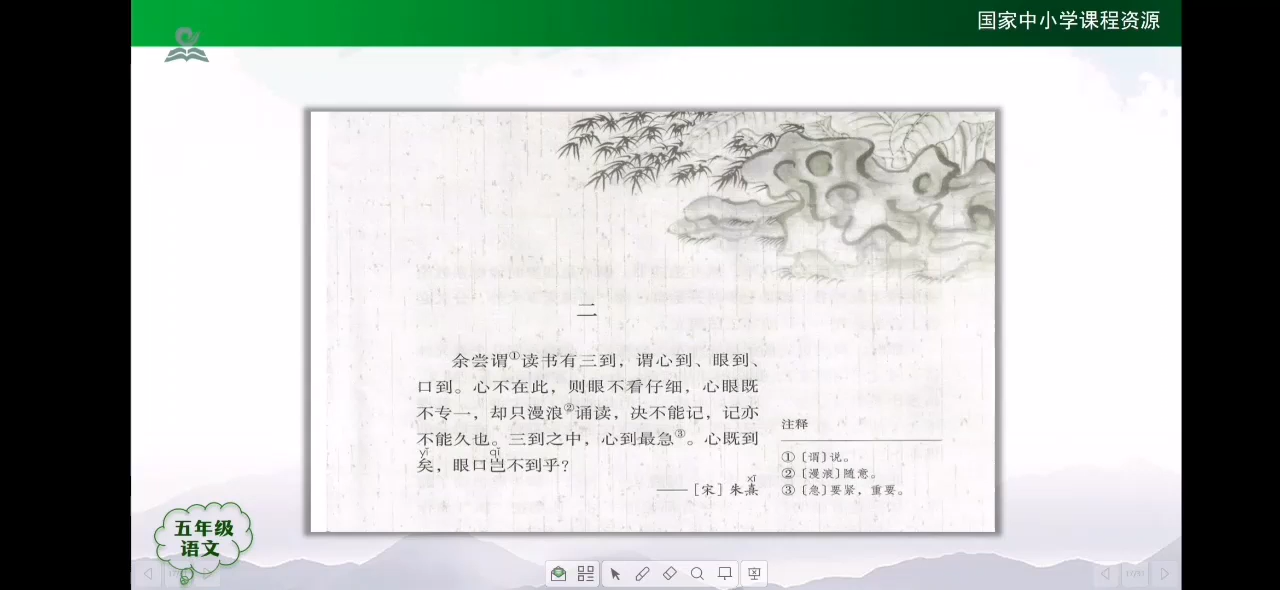 国家中小学课程资源
二
余尝谓①读书有三到，谓心到、眼到、
口到。心不在此，则眼不看仔细，心眼既
不专一，却只漫浪②诵读，决不能记，记亦
不能久也。三到之中，心到最急③。心既到
yǐ qǐ
矣，眼口岂不到乎？
xī
——［宋］朱熹
注释
①〔谓〕说。
②〔漫浪〕随意。
③〔急〕要紧，重要。
五年级
语文